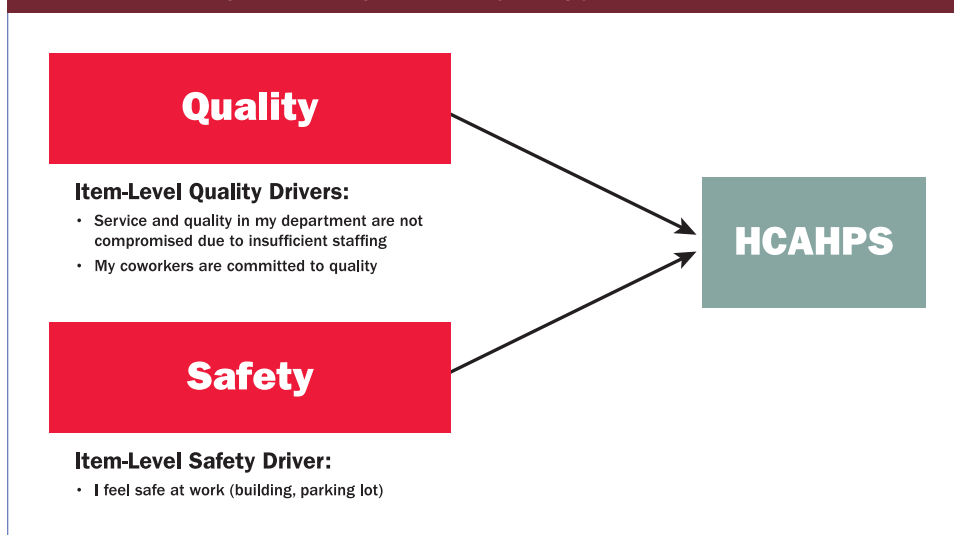 Quality
Item-Level Quality Drivers:
• Service and quality in my department are not
compromised due to insufficient staffing
• My coworkers are committed to quality
HCAHPS
Safety
Item-Level Safety Driver:
• I feel safe at work (building, parking lot)